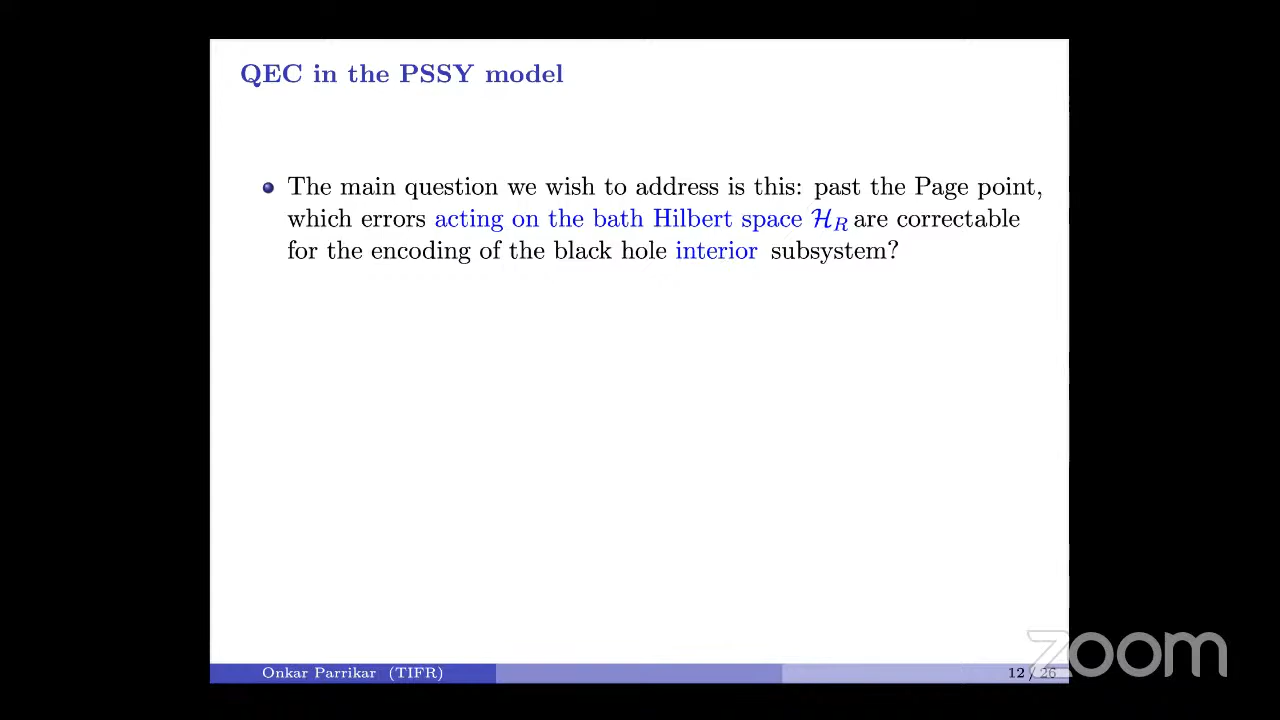 QEC in the PSSY model
The main question we wish to address is this: past the Page point,
which errors acting on the bath Hilbert space ℋ_R are correctable
for the encoding of the black hole interior subsystem?
Onkar Parrikar (TIFR)
12 / 26
zoom